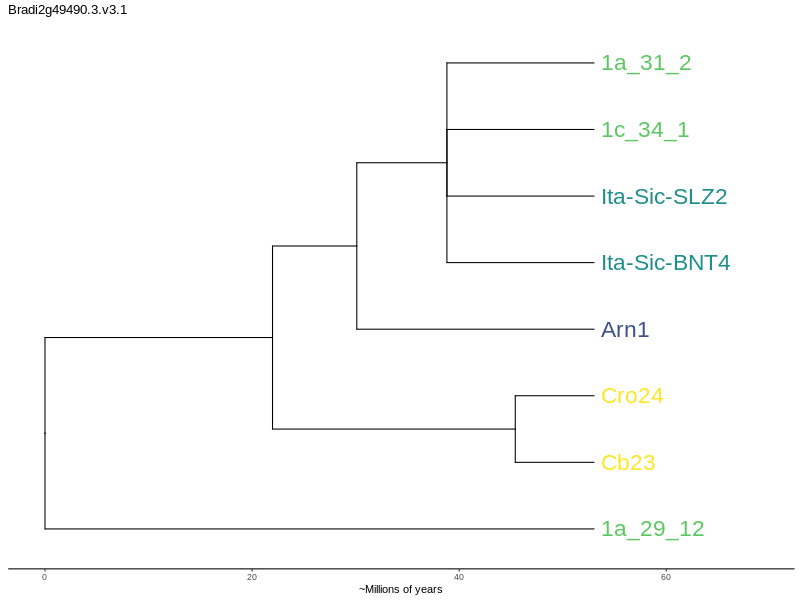 Bradi2g49490.3.v3.1
1a_31_2
1c_34_1
Ita-Sic-SLZ2
Ita-Sic-BNT4
Arn1
Cro24
Cb23
1a_29_12
0 20 40 60
~Millions of years